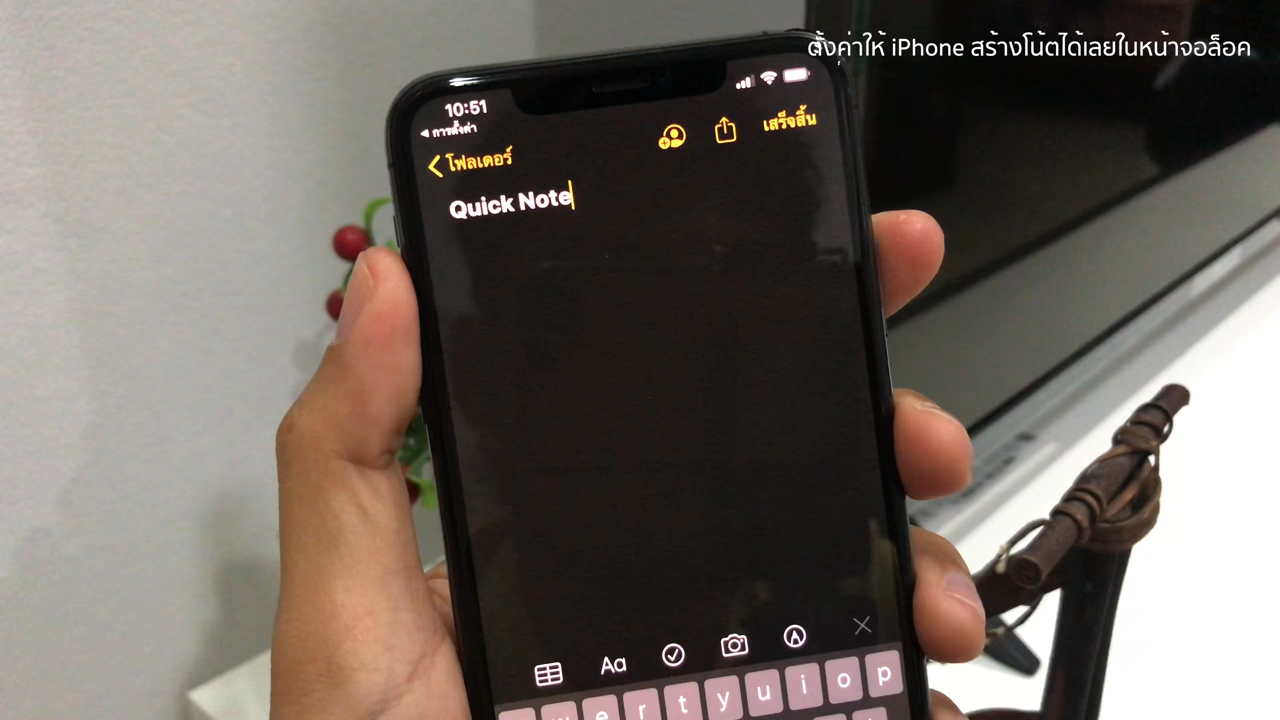 ตั้งค่าให้ iPhone สร้างโน้ตได้เลยในหน้าจอล็อค
10:51
◀ การตั้งค่า
โฟลเดอร์
เสร็จสิ้น
Quick Note
Aa
w e r t y u i o p